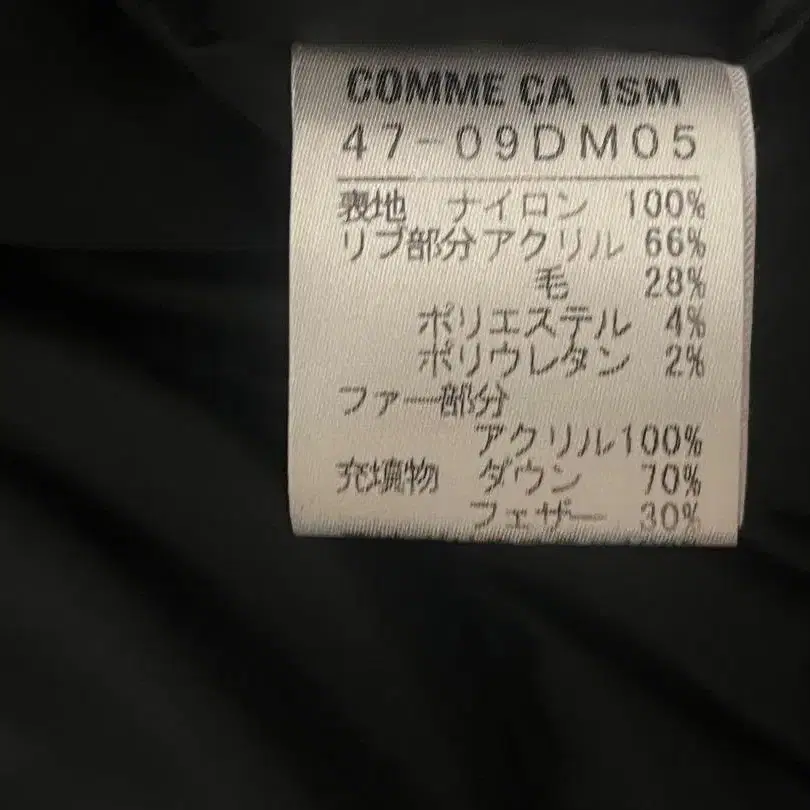 COMME ÇA ISM
47-09DM05
表地 ナイロン 100%
リブ部分アクリル 66%
毛 28%
ポリエステル 4%
ポリウレタン 2%
ファー部分
アクリル100%
充填物 ダウン 70%
フェザー 30%